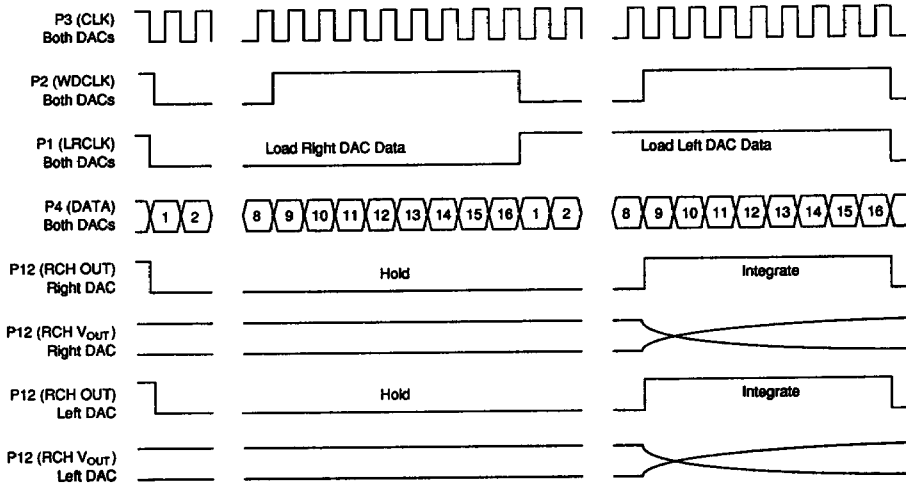 P3 (CLK)
Both DACs
P2 (WDCLK)
Both DACs
P1 (LRCLK)
Both DACs
Load Right DAC Data
Load Left DAC Data
P4 (DATA)
Both DACs
1 2 8 9 10 11 12 13 14 15 16 1 2 8 9 10 11 12 13 14 15 16
P12 (RCH OUT)
Right DAC
Hold
Integrate
P12 (RCH VOUT)
Right DAC
P12 (RCH OUT)
Left DAC
Hold
Integrate
P12 (RCH VOUT)
Left DAC